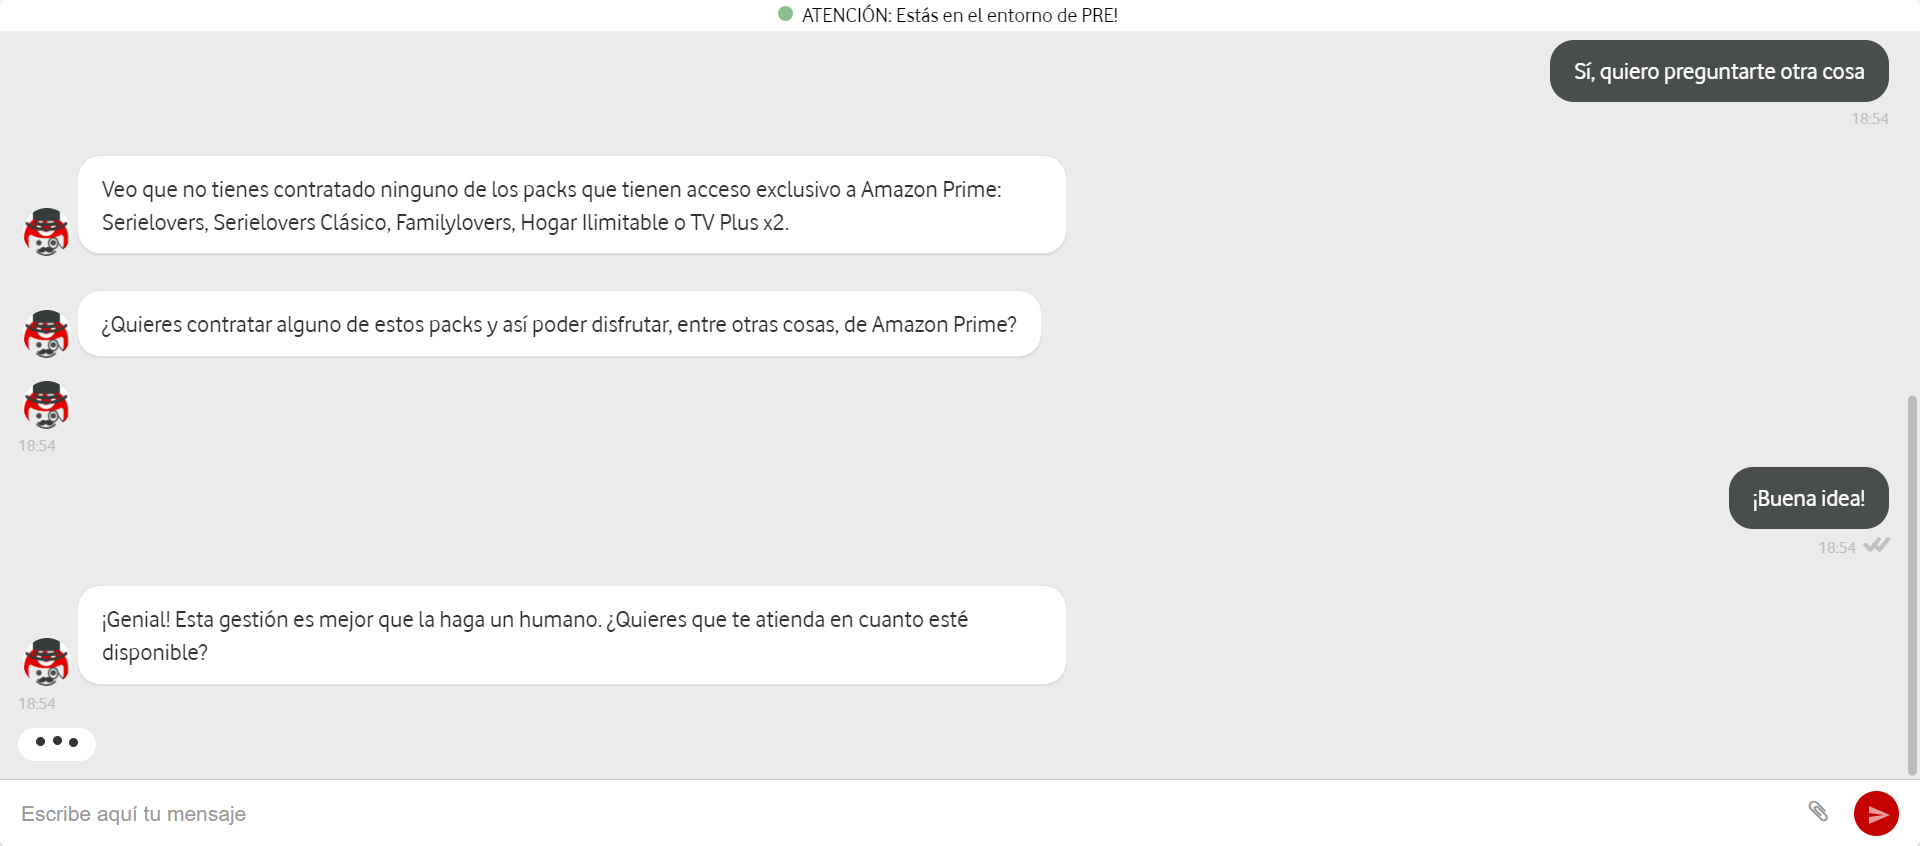 ATENCIÓN: Estás en el entorno de PRE!
Sí, quiero preguntarte otra cosa
18:54
Veo que no tienes contratado ninguno de los packs que tienen acceso exclusivo a Amazon Prime:
Serielovers, Serielovers Clásico, Familylovers, Hogar Ilimitable o TV Plus x2.
¿Quieres contratar alguno de estos packs y así poder disfrutar, entre otras cosas, de Amazon Prime?
18:54
¡Buena idea!
18:54
¡Genial! Esta gestión es mejor que la haga un humano. ¿Quieres que te atienda en cuanto esté
disponible?
18:54
Escribe aquí tu mensaje